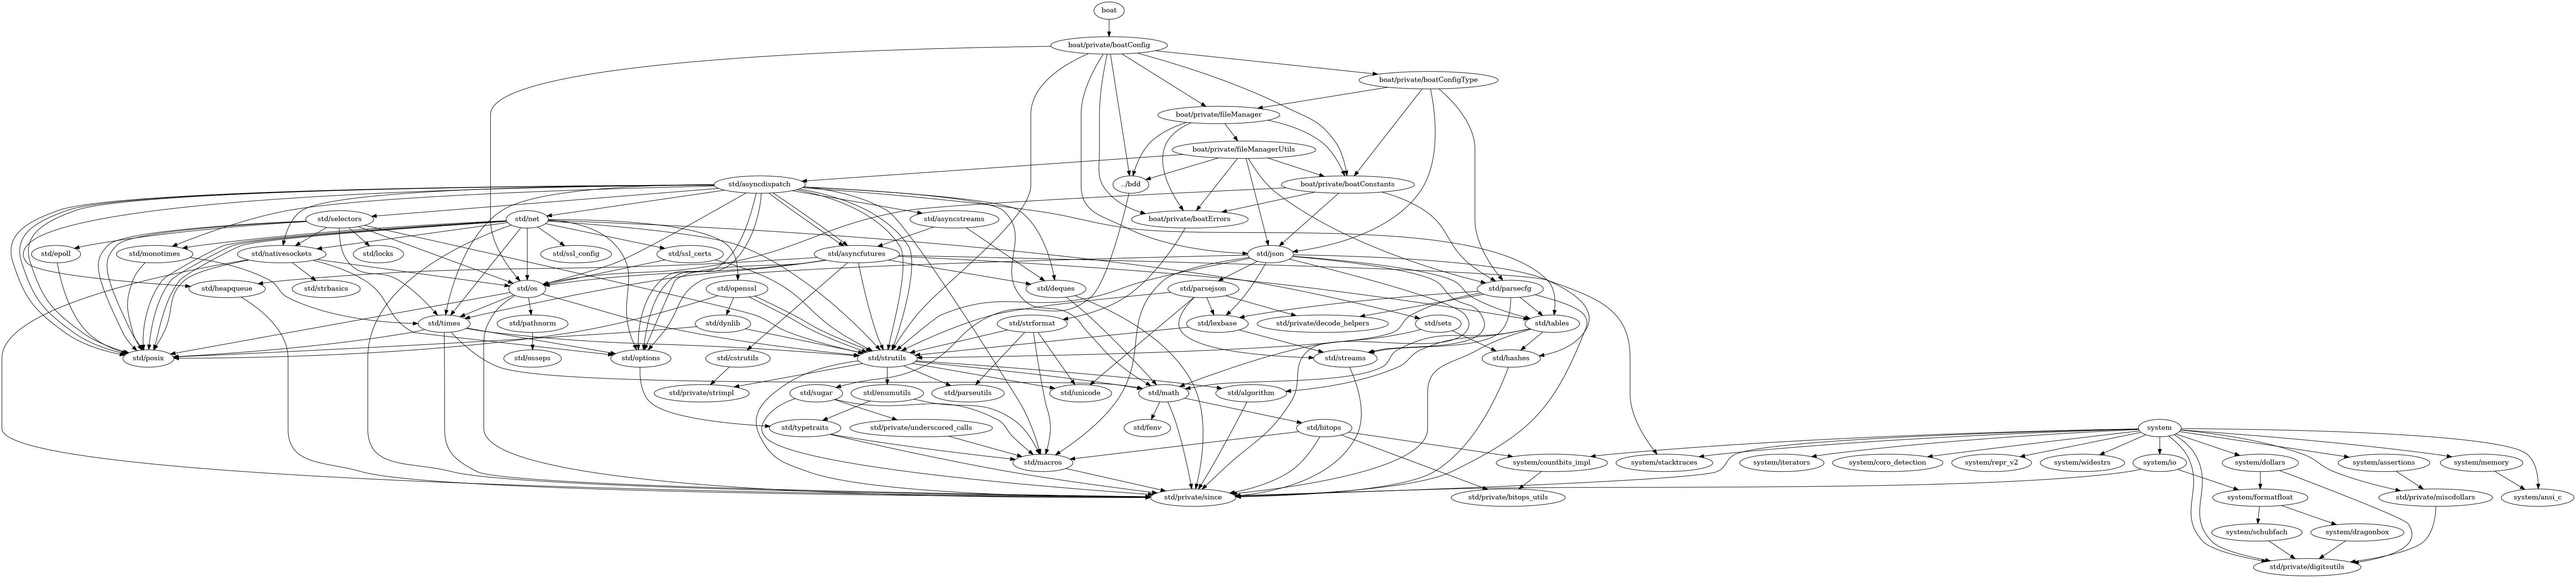 boat
boat/private/boatConfig
boat/private/boatConfigType
boat/private/fileManager
boat/private/fileManagerUtils
std/asyncdispatch
../bdd
boat/private/boatConstants
std/selectors
std/net
std/asyncstreams
boat/private/boatErrors
std/epoll
std/monotimes
std/nativesockets
std/locks
std/ssl_config
std/ssl_certs
std/asyncfutures
std/json
std/heapqueue
std/strbasics
std/os
std/openssl
std/deques
std/parsejson
std/parsecfg
std/times
std/pathnorm
std/dynlib
std/strformat
std/lexbase
std/private/decode_helpers
std/sets
std/tables
std/posix
std/osseps
std/options
std/cstrutils
std/strutils
std/streams
std/hashes
std/private/strimpl
std/sugar
std/enumutils
std/parseutils
std/unicode
std/math
std/algorithm
std/typetraits
std/private/underscored_calls
std/fenv
std/bitops
system
std/macros
system/countbits_impl
system/stacktraces
system/iterators
system/coro_detection
system/repr_v2
system/widestrs
system/io
system/dollars
system/assertions
system/memory
std/private/since
std/private/bitops_utils
system/formatfloat
std/private/miscdollars
system/ansi_c
system/schubfach
system/dragonbox
std/private/digitsutils